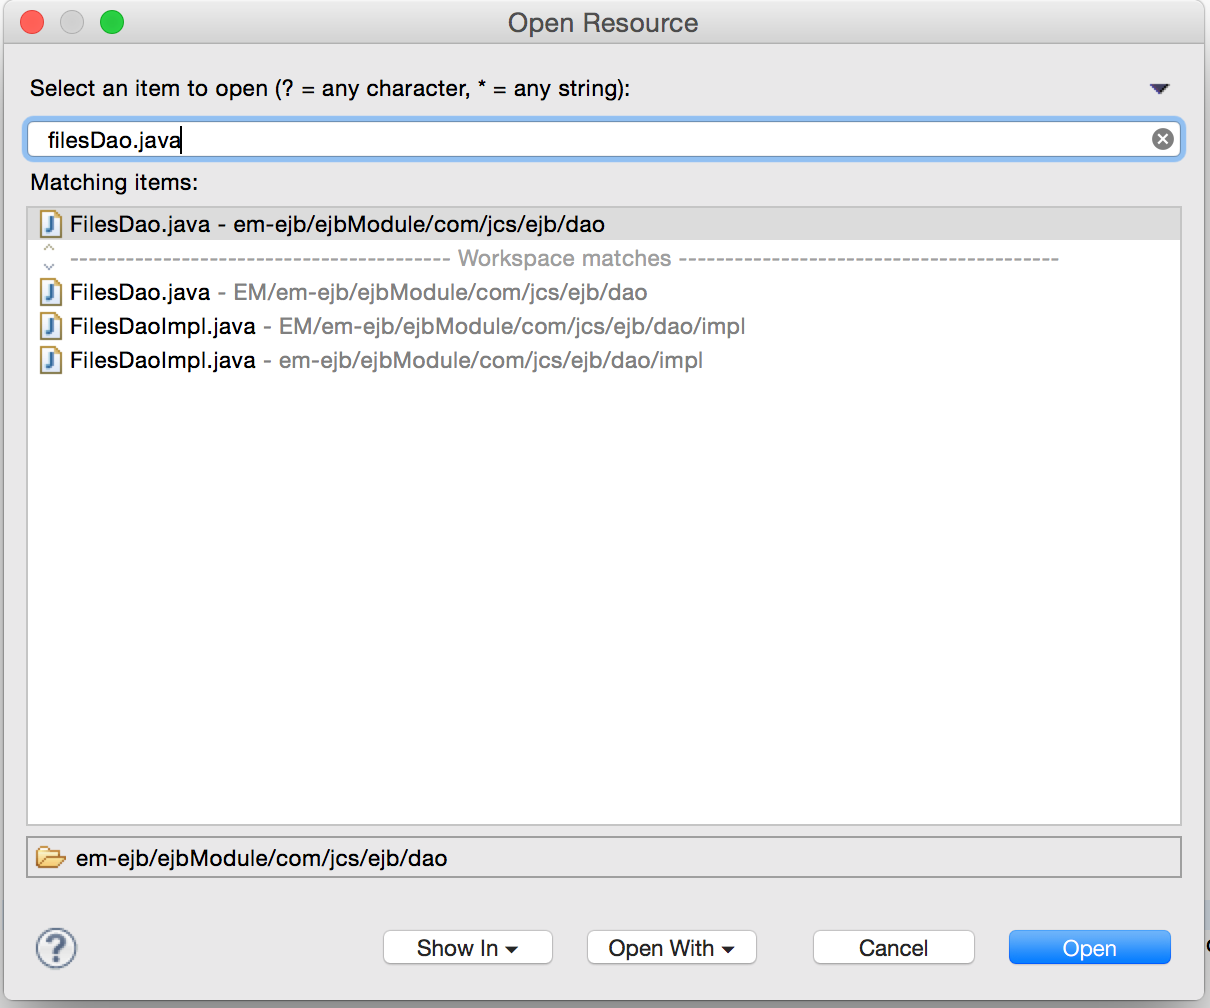 Open Resource
Select an item to open (? = any character, * = any string):
filesDao.java
Matching items:
FilesDao.java - em-ejb/ejbModule/com/jcs/ejb/dao
----------------------------------------- Workspace matches -----------------------------------------
FilesDao.java - EM/em-ejb/ejbModule/com/jcs/ejb/dao
FilesDaoImpl.java - EM/em-ejb/ejbModule/com/jcs/ejb/dao/impl
FilesDaoImpl.java - em-ejb/ejbModule/com/jcs/ejb/dao/impl
em-ejb/ejbModule/com/jcs/ejb/dao
? Show In Open With Cancel Open